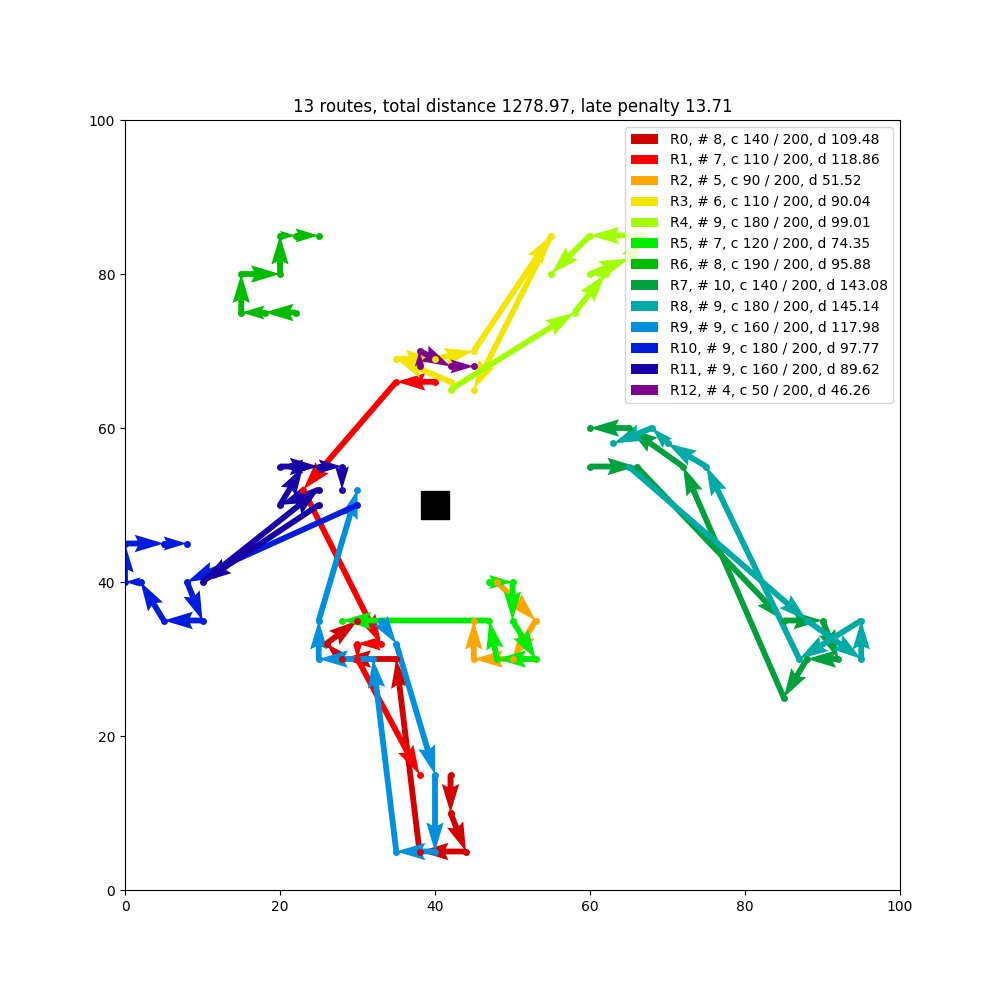 13 routes, total distance 1278.97, late penalty 13.71
100
80
60
40
20
0
0 20 40 60 80 100
R0, # 8, c 140 / 200, d 109.48
R1, # 7, c 110 / 200, d 118.86
R2, # 5, c 90 / 200, d 51.52
R3, # 6, c 110 / 200, d 90.04
R4, # 9, c 180 / 200, d 99.01
R5, # 7, c 120 / 200, d 74.35
R6, # 8, c 190 / 200, d 95.88
R7, # 10, c 140 / 200, d 143.08
R8, # 9, c 180 / 200, d 145.14
R9, # 9, c 160 / 200, d 117.98
R10, # 9, c 180 / 200, d 97.77
R11, # 9, c 160 / 200, d 89.62
R12, # 4, c 50 / 200, d 46.26